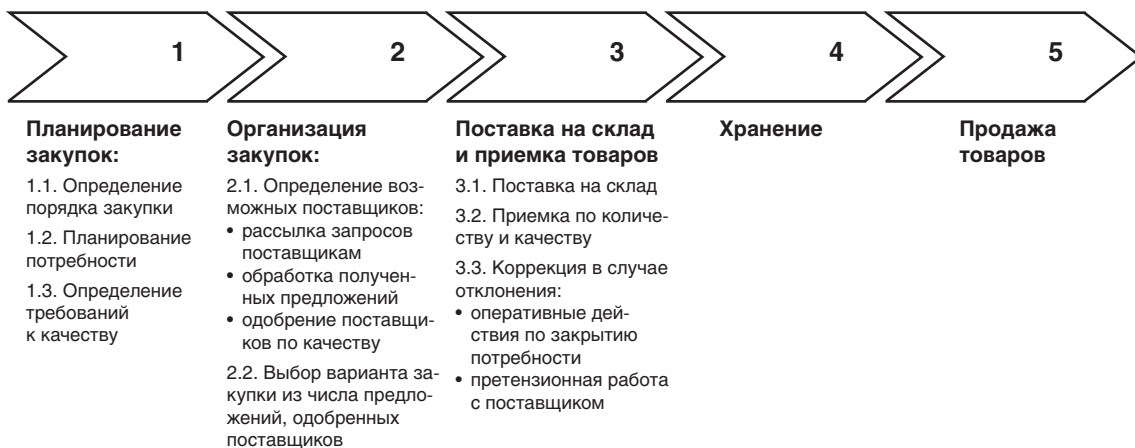 1
2
3
4
5
Планирование
закупок:
1.1. Определение
порядка закупки
1.2. Планирование
потребности
1.3. Определение
требований
к качеству
Организация
закупок:
2.1. Определение воз-
можных поставщиков:
• рассылка запросов
поставщикам
• обработка получен-
ных предложений
• одобрение поставщи-
ков по качеству
2.2. Выбор варианта за-
купки из числа предло-
жений, одобренных
поставщиков
Поставка на склад
и приемка товаров
3.1. Поставка на склад
3.2. Приемка по количе-
ству и качеству
3.3. Коррекция в случае
отклонения:
• оперативные дей-
ствия по закрытию
потребности
• претензионная работа
с поставщиком
Хранение
Продажа
товаров